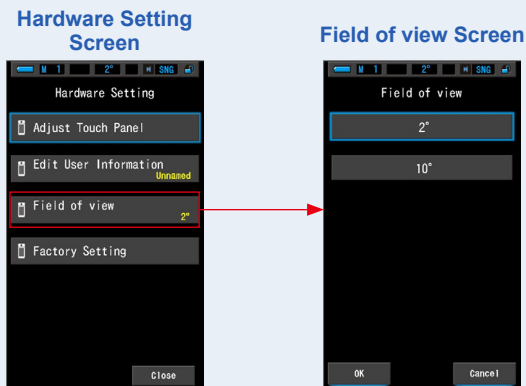 Hardware Setting
Screen
M 1 2° SNG
Hardware Setting
Adjust Touch Panel
Edit User Information
Unnamed
Field of view
2°
Factory Setting
Close
Field of view Screen
M 1 2° SNG
Field of view
2°
10°
OK Cancel